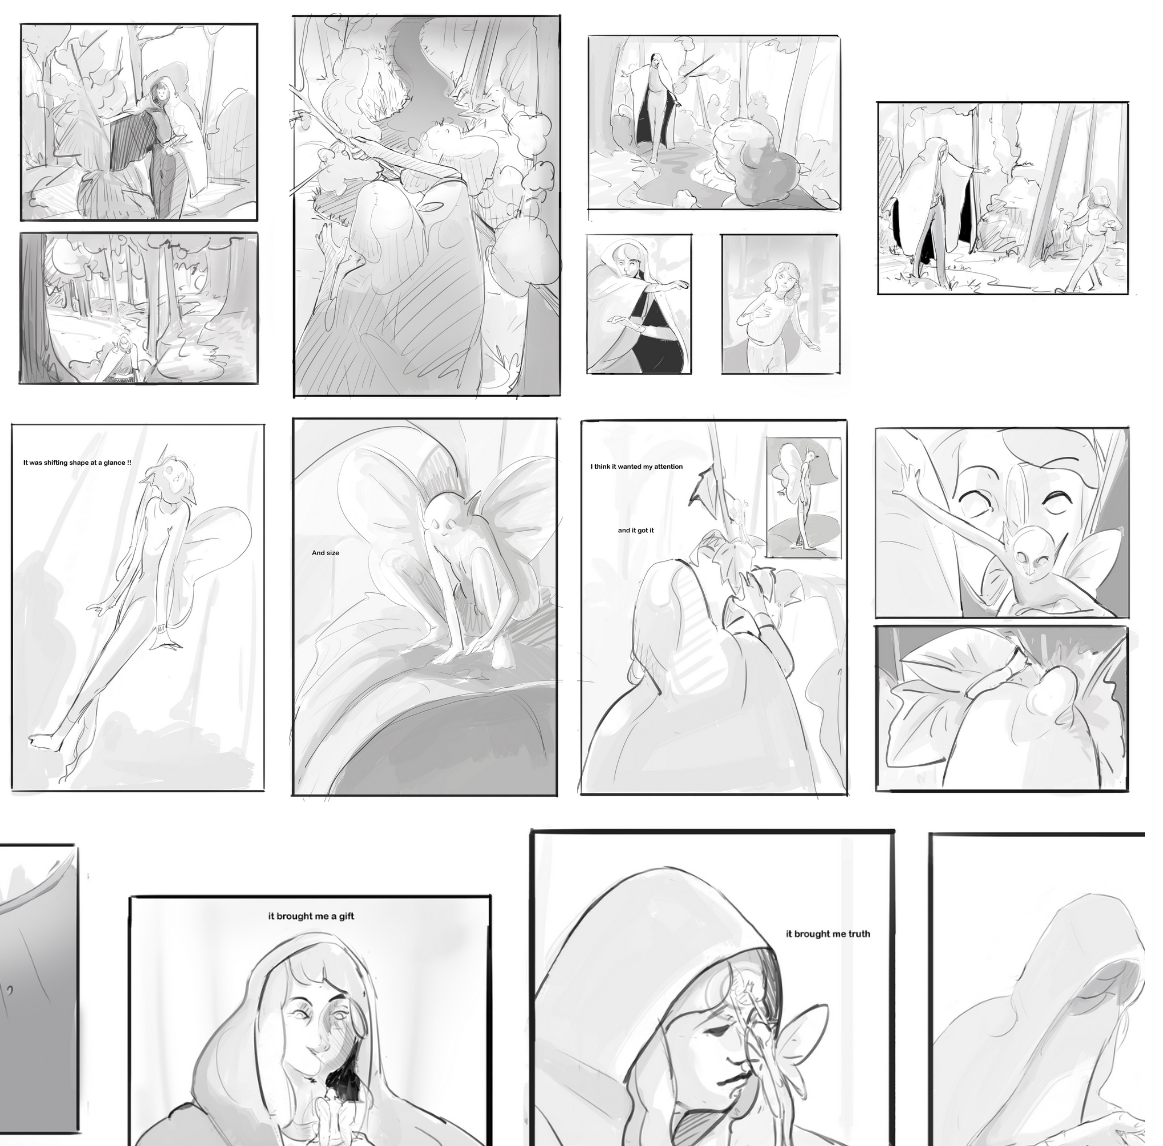 It was shifting shape at a glance !!
And size
I think it wanted my attention
and it got it
it brought me a gift
it brought me truth